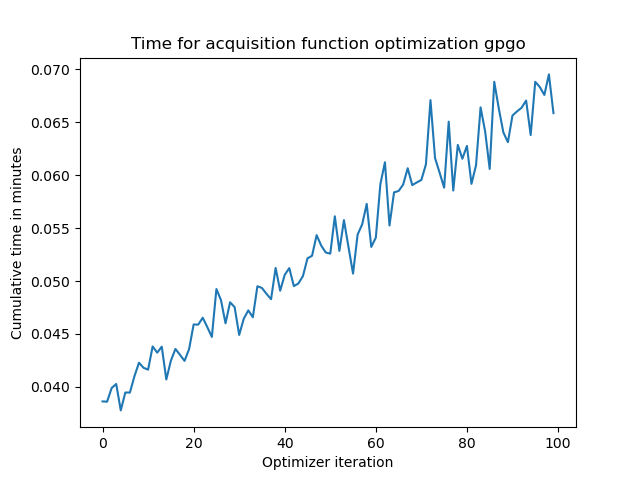 Time for acquisition function optimization gpgo
0.070
0.065
0.060
0.055
0.050
0.045
0.040
Cumulative time in minutes
0 20 40 60 80 100
Optimizer iteration